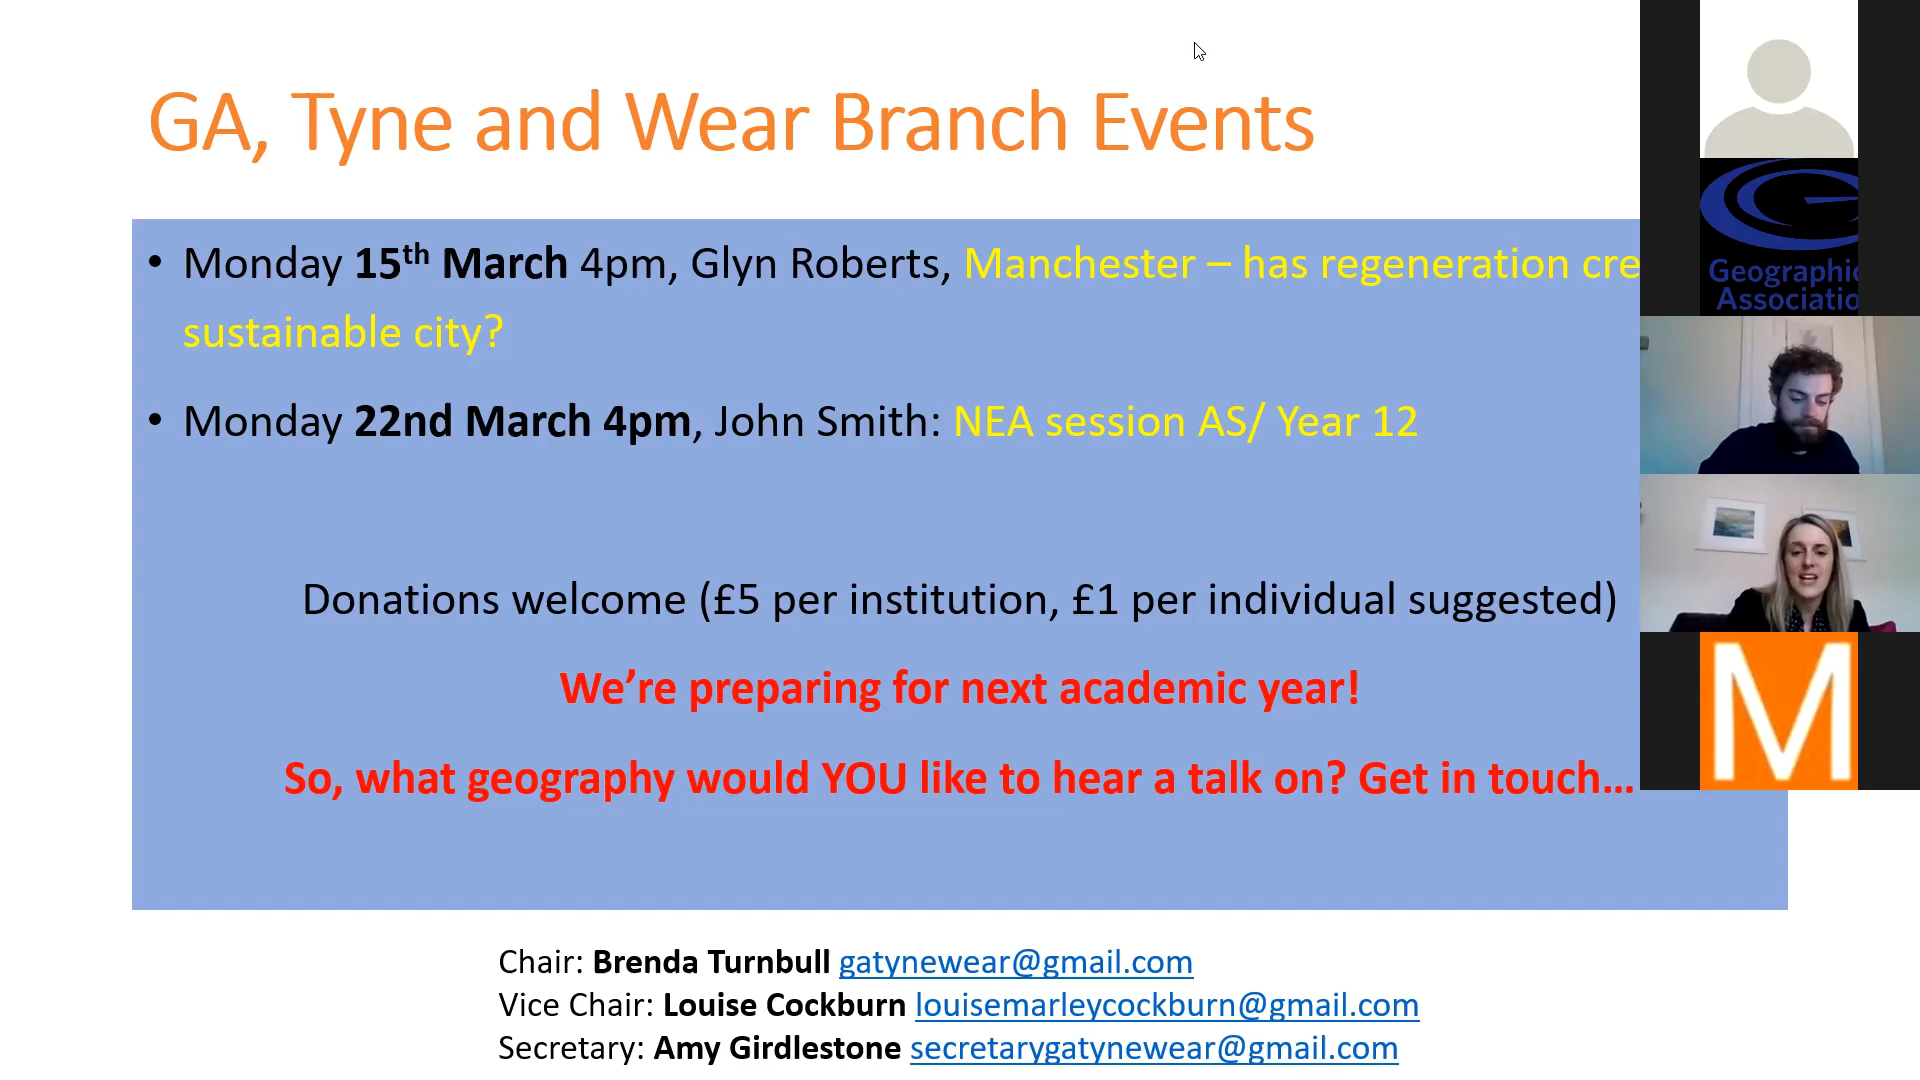 GA, Tyne and Wear Branch Events
• Monday 15th March 4pm, Glyn Roberts, Manchester – has regeneration
sustainable city?
• Monday 22nd March 4pm, John Smith: NEA session AS/ Year 12
Donations welcome (£5 per institution, £1 per individual suggested)
We’re preparing for next academic year!
So, what geography would YOU like to hear a talk on? Get in touch...
Chair: Brenda Turnbull gatynewear@gmail.com
Vice Chair: Louise Cockburn louisemarleycockburn@gmail.com
Secretary: Amy Girdlestone secretarygatynewear@gmail.com
Geographic
Associatio
M